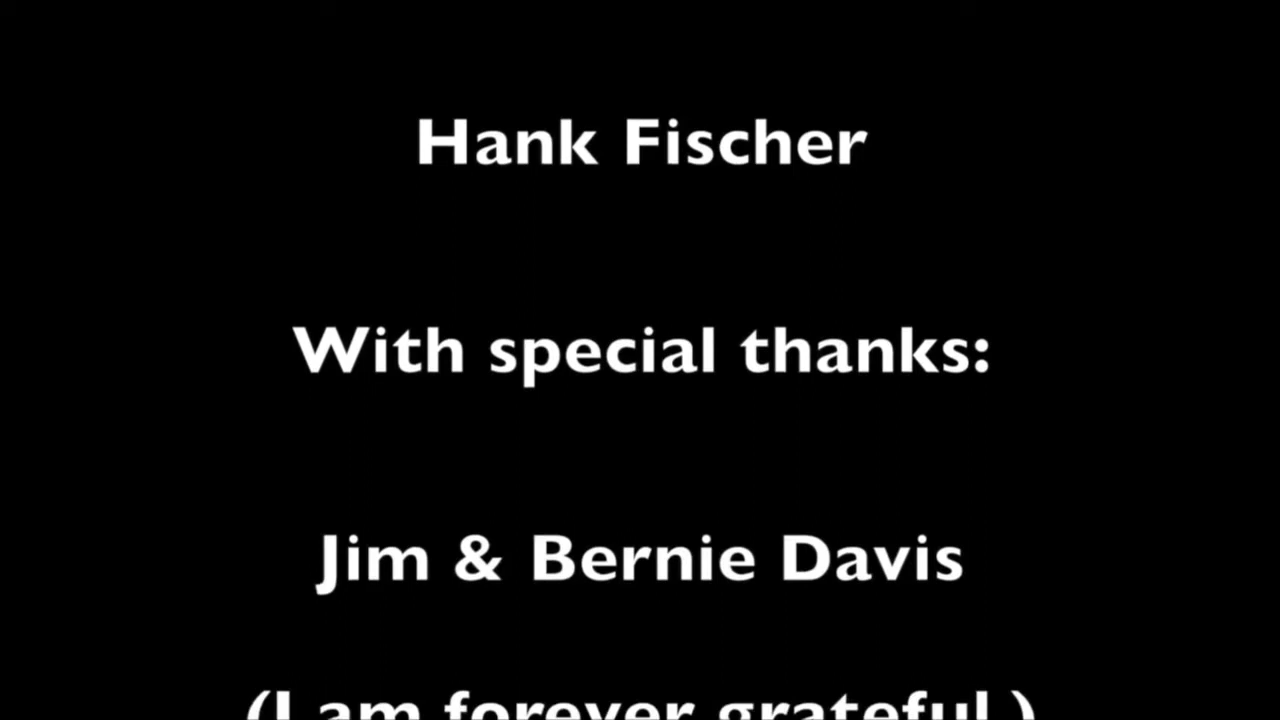 Hank Fischer
With special thanks:
Jim & Bernie Davis
(I am forever grateful.)